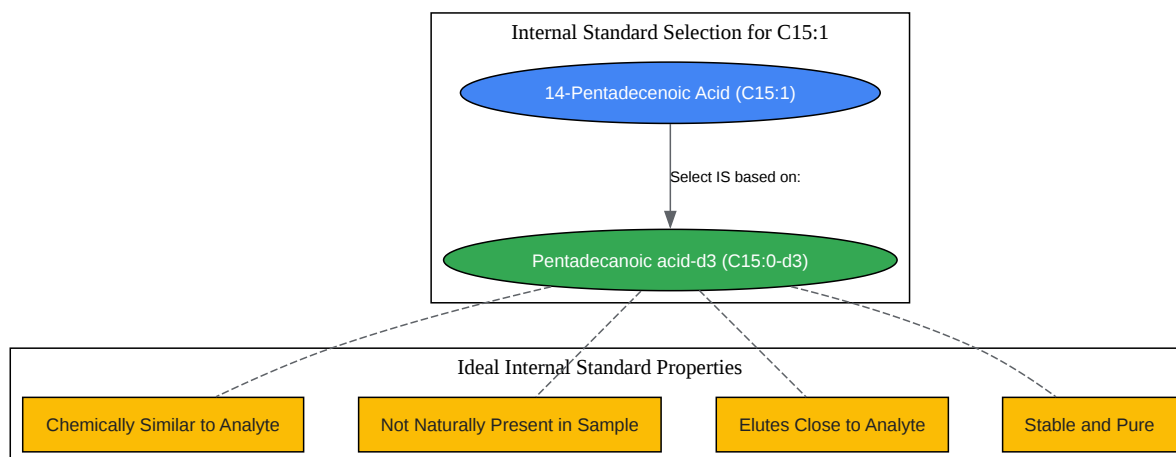 Internal Standard Selection for C15:1
14-Pentadecenoic Acid (C15:1)
Select IS based on:
Pentadecanoic acid-d3 (C15:0-d3)
Ideal Internal Standard Properties
Chemically Similar to Analyte
Not Naturally Present in Sample
Elutes Close to Analyte
Stable and Pure